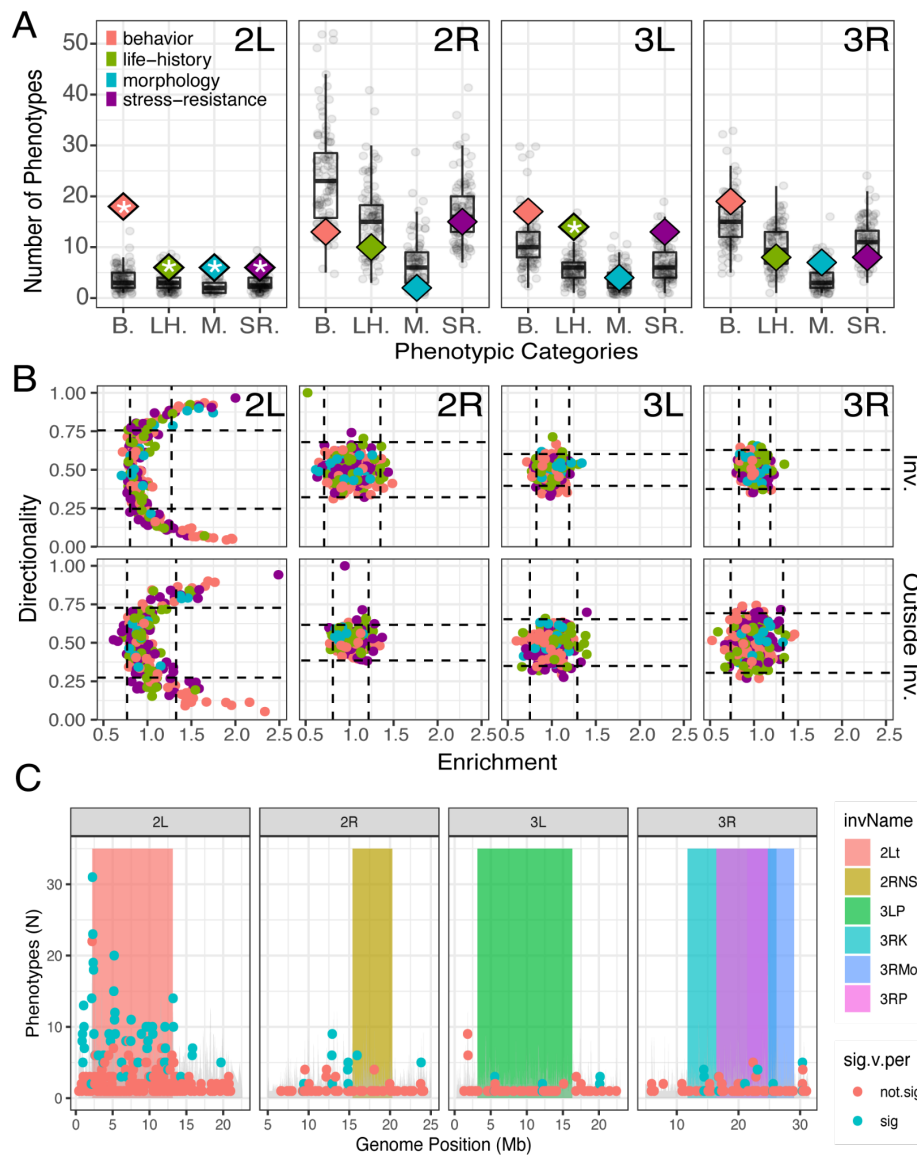 A
2L
2R
3L
3R
behavior
life-history
morphology
stress-resistance
Number of Phenotypes
50
40
30
20
10
0
B. LH. M. SR.
B. LH. M. SR.
B. LH. M. SR.
B. LH. M. SR.
Phenotypic Categories
B
2L
2R
3L
3R
Inv.
Outside Inv.
Directionality
1.00
0.75
0.50
0.25
0.00
1.00
0.75
0.50
0.25
0.00
0.5 1.0 1.5 2.0 2.5
0.5 1.0 1.5 2.0 2.5
0.5 1.0 1.5 2.0 2.5
0.5 1.0 1.5 2.0 2.5
Enrichment
C
2L
2R
3L
3R
Phenotypes (N)
30
20
10
0
0 5 10 15 20
5 10 15 20 25
0 5 10 15 20
10 20 30
Genome Position (Mb)
invName
2Lt
2RNS
3LP
3RK
3RMo
3RP
sig.v.per
not.sig
sig